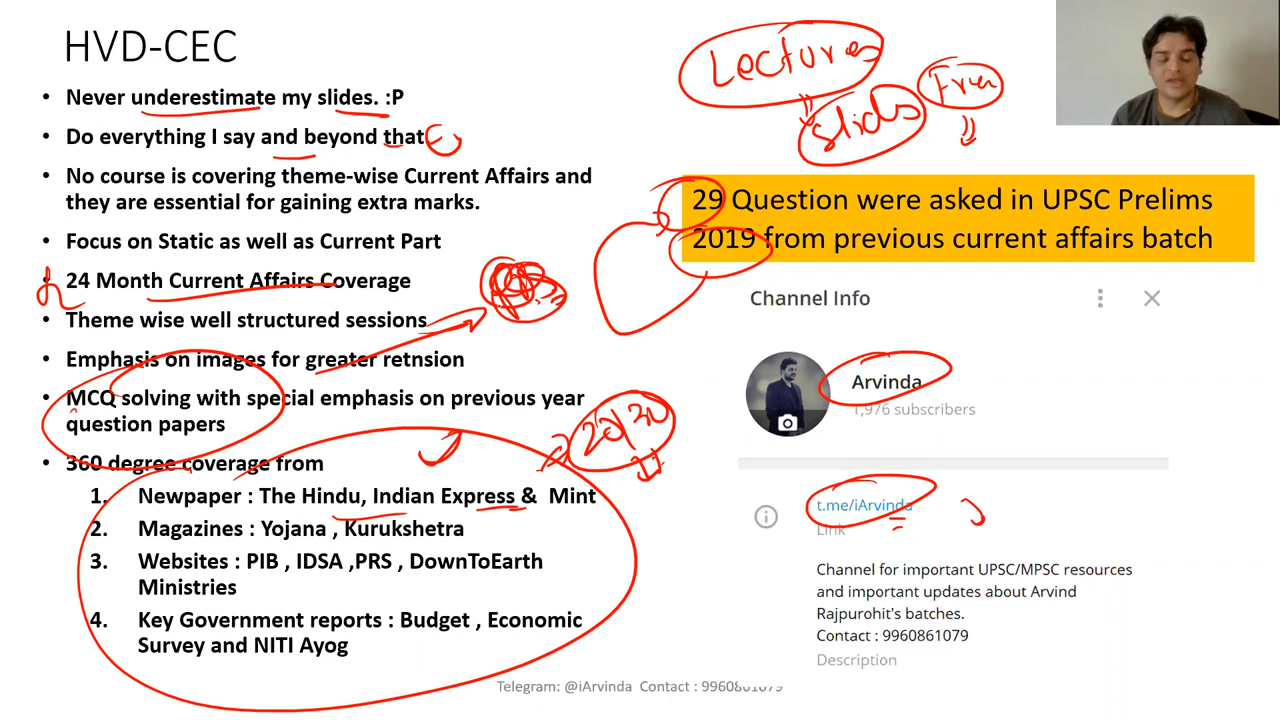 HVD-CEC
• Never underestimate my slides. :P
• Do everything I say and beyond that
• No course is covering theme-wise Current Affairs and
they are essential for gaining extra marks.
• Focus on Static as well as Current Part
• 24 Month Current Affairs Coverage
• Theme wise well structured sessions
• Emphasis on images for greater retnsion
• MCQ solving with special emphasis on previous year
question papers
• 360 degree coverage from
1. Newpaper : The Hindu, Indian Express & Mint
2. Magazines : Yojana , Kurukshetra
3. Websites : PIB , IDSA ,PRS , DownToEarth
Ministries
4. Key Government reports : Budget , Economic
Survey and NITI Ayog
Lectures
Slids
Free
29 Question were asked in UPSC Prelims
2019 from previous current affairs batch
Channel Info
Arvinda
1,976 subscribers
t.me/iArvinda
Link
Channel for important UPSC/MPSC resources
and important updates about Arvind
Rajpurohit's batches.
Contact : 9960861079
Description
Telegram: @iArvinda Contact : 9960861079